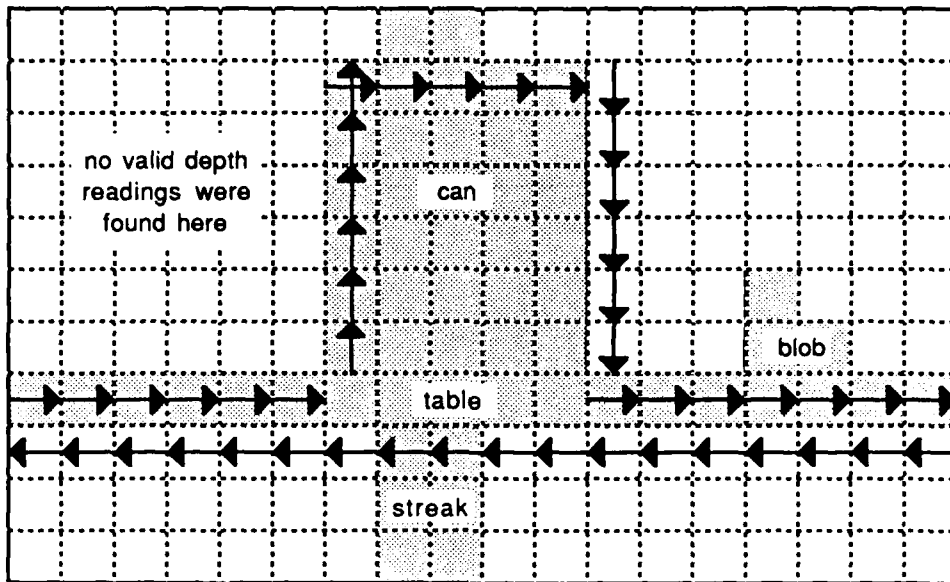 no valid depth
readings were
found here
can
blob
table
streak